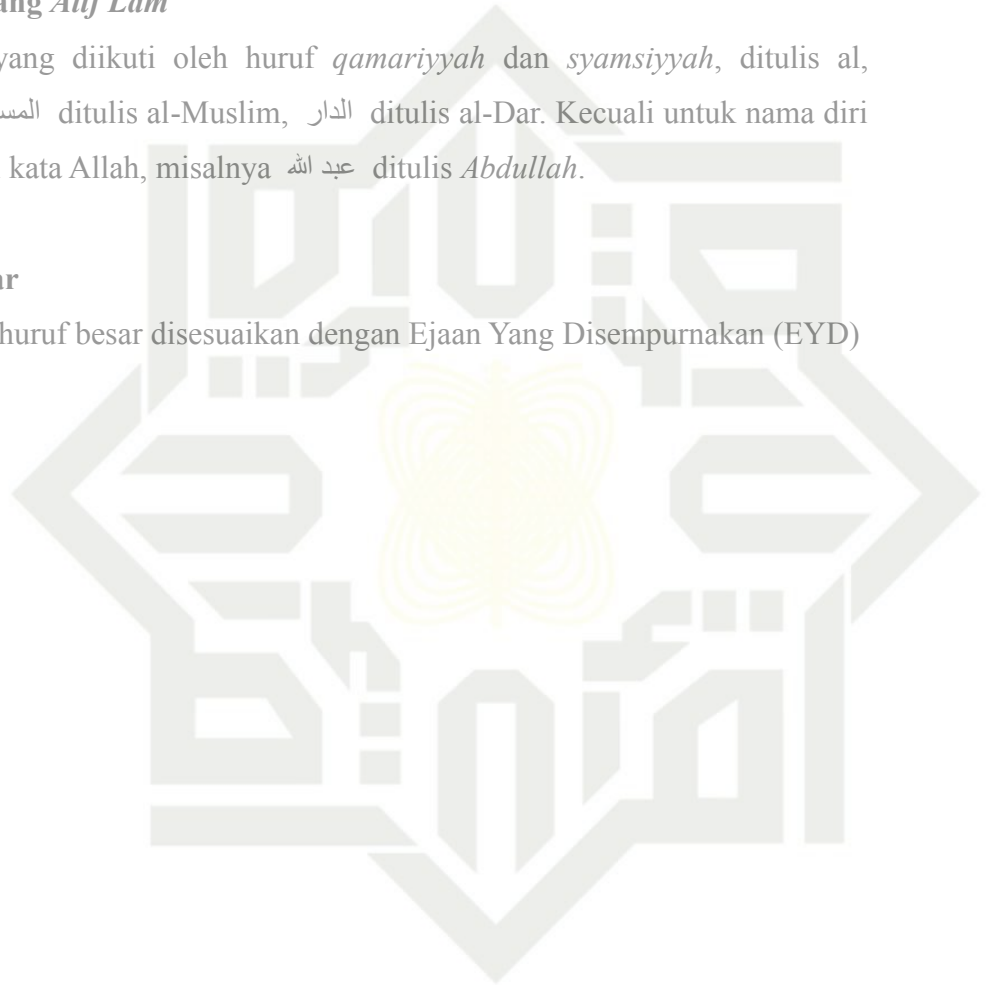 ang Alif Lam
yang diikuti oleh huruf qamariyyah dan syamsiyyah, ditulis al,
ditulis al-Muslim, الدار ditulis al-Dar. Kecuali untuk nama diri
kata Allah, misalnya عبد الله ditulis Abdullah.
ar
huruf besar disesuaikan dengan Ejaan Yang Disempurnakan (EYD)